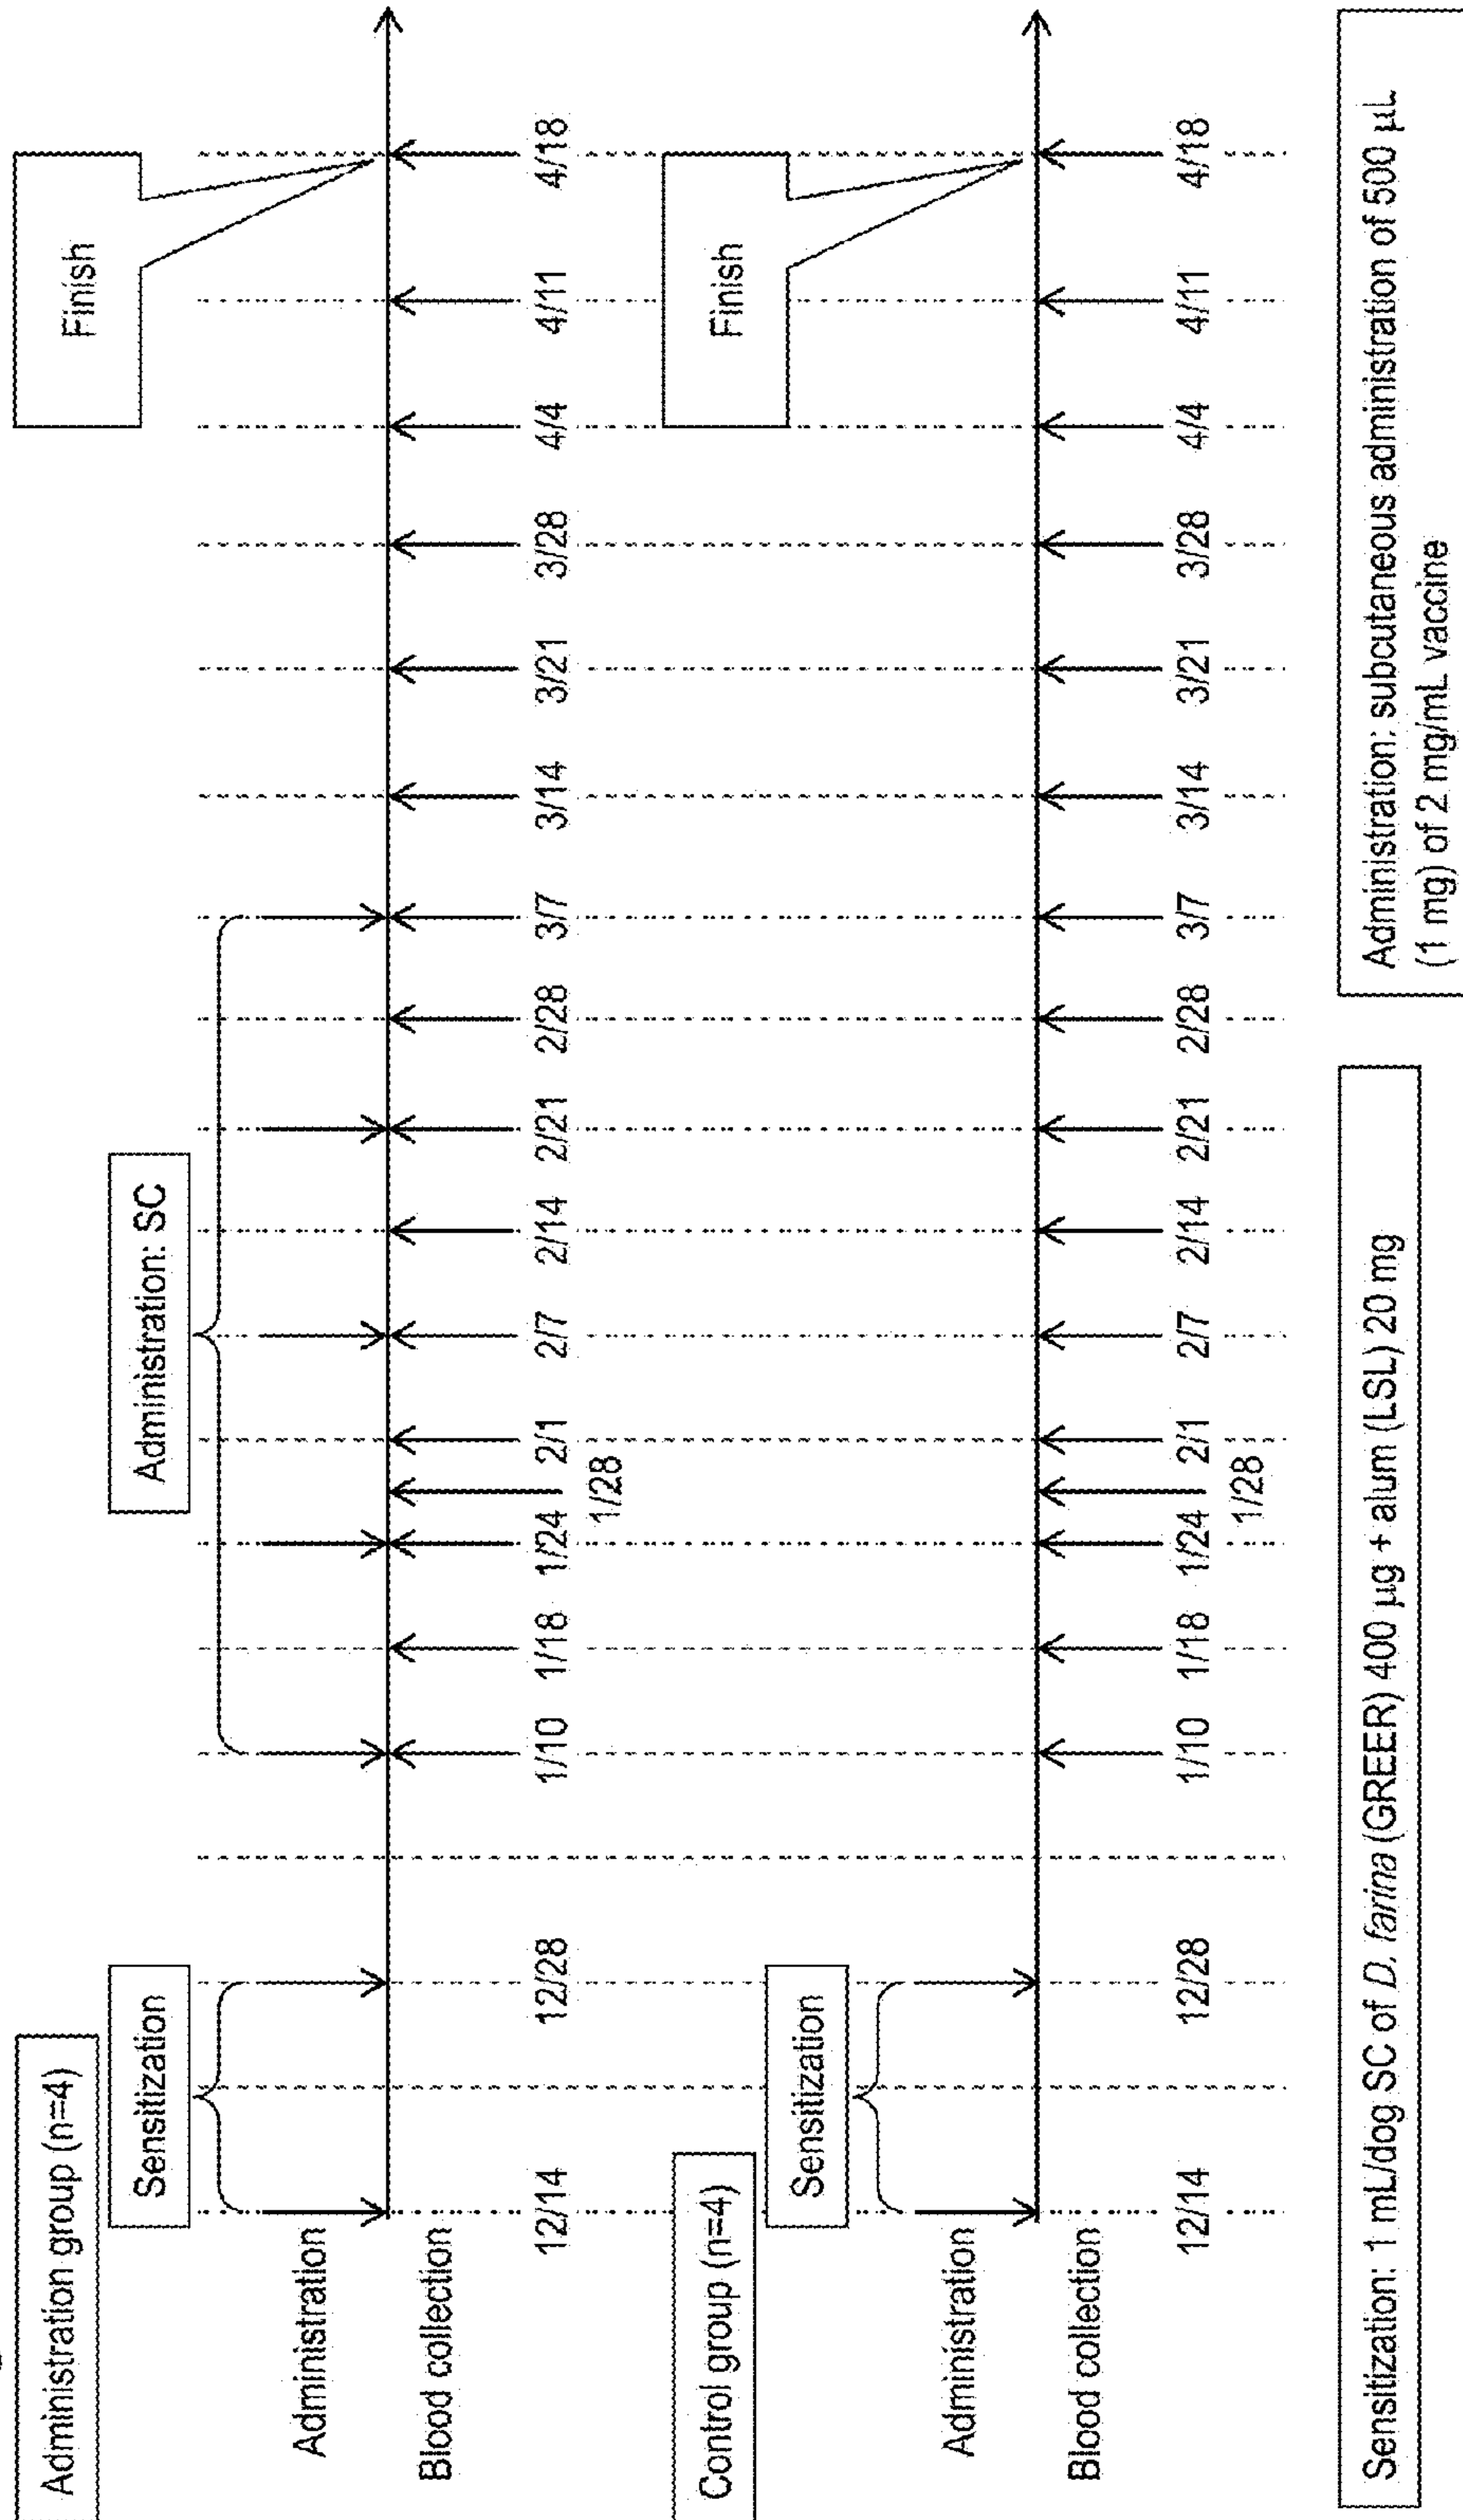 Administration group (n=4)
Sensitization
Administration: SC
Finish
Administration
Blood collection
12/14
12/28
1/10
1/18
1/24
1/28
2/1
2/7
2/14
2/21
2/28
3/7
3/14
3/21
3/28
4/4
4/11
4/18
Control group (n=4)
Sensitization
Finish
Administration
Blood collection
12/14
12/28
1/10
1/18
1/24
1/28
2/1
2/7
2/14
2/21
2/28
3/7
3/14
3/21
3/28
4/4
4/11
4/18
Sensitization: 1 mL/dog SC of D. farina (GREER) 400 µg + alum (LSL) 20 mg
Administration: subcutaneous administration of 500 µL
(1 mg) of 2 mg/mL vaccine